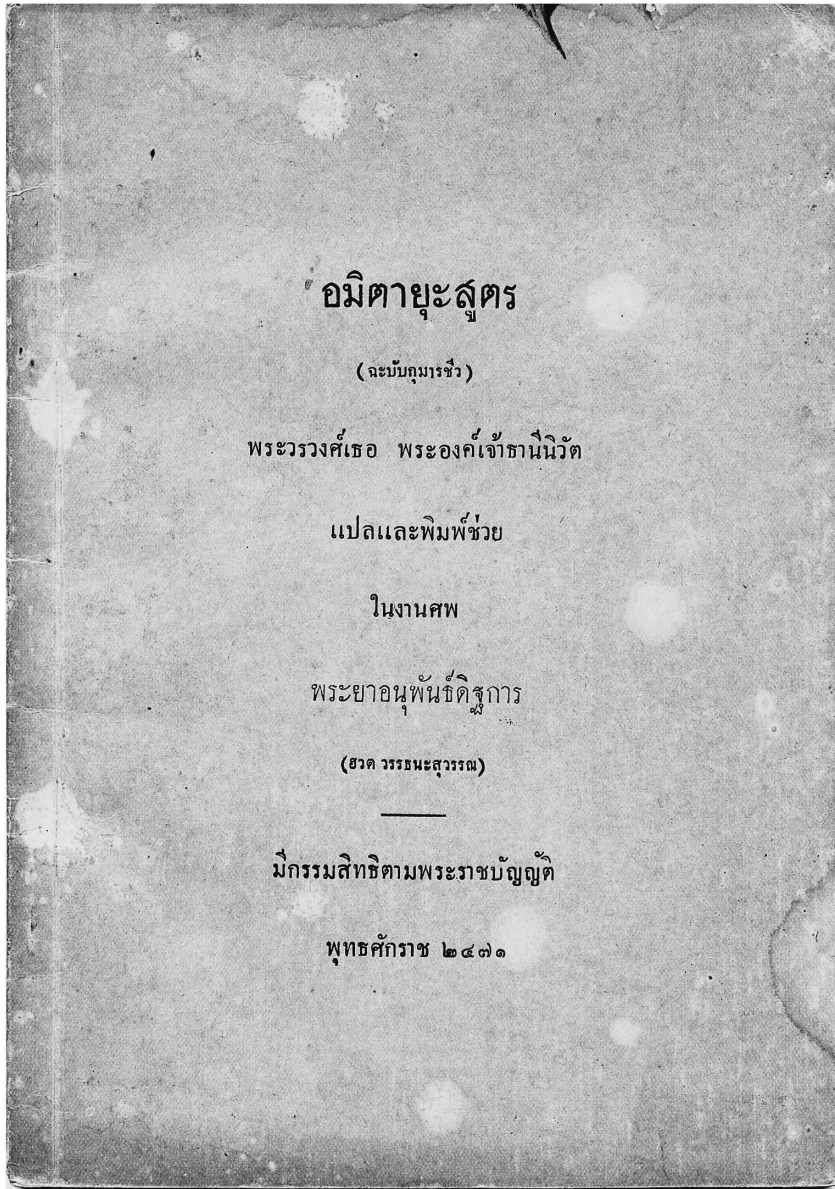 อมิตายุะสูตร
(ฉะบับกุมารชีว)
พระวรวงศ์เธอ พระองค์เจ้าธานีนิวัต
แปลและพิมพ์ช่วย
ในงานศพ
พระยาอนุพันธ์ดิฐการ
(ฮวด วรรธนะสุวรรณ)
มีกรรมสิทธิตามพระราชบัญญัติ
พุทธศักราช ๒๔๗๑